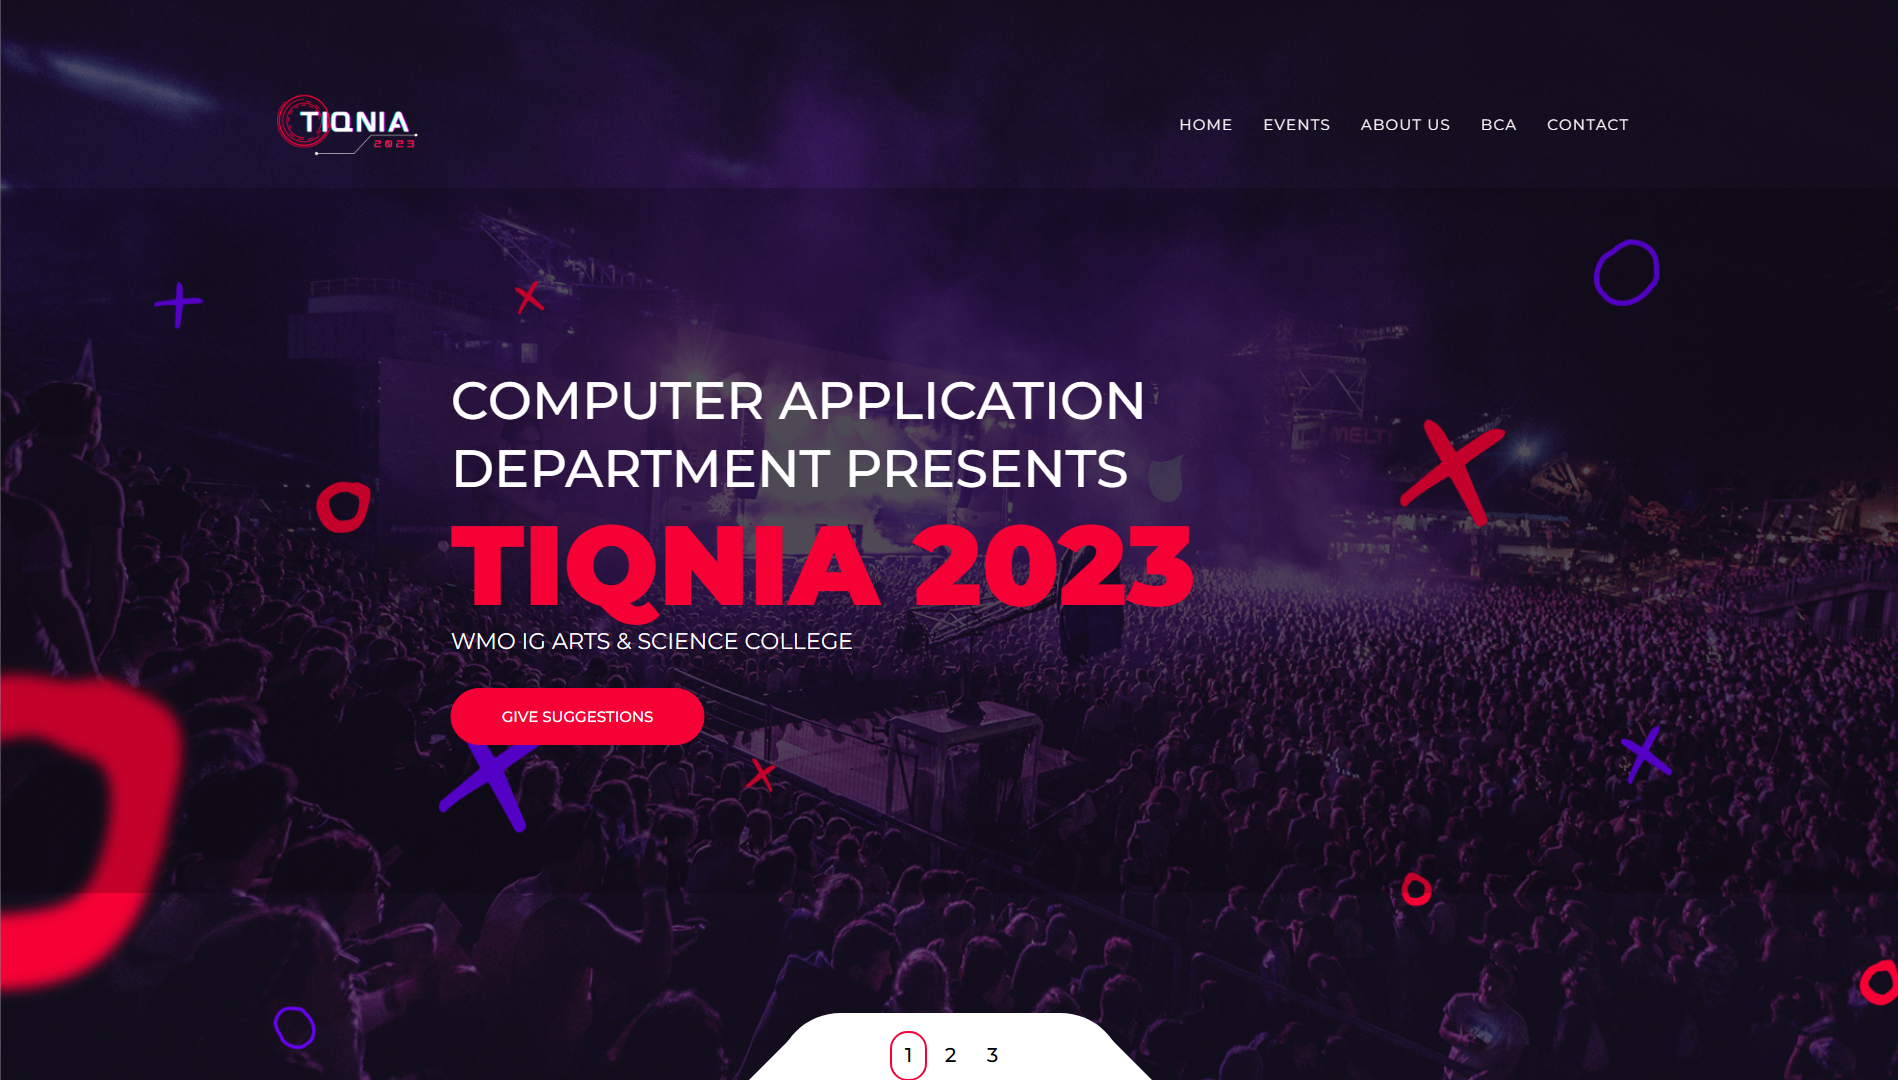 TIQNIA
2023
HOME EVENTS ABOUT US BCA CONTACT
MELT!
COMPUTER APPLICATION
DEPARTMENT PRESENTS
TIQNIA 2023
WMO IG ARTS & SCIENCE COLLEGE
GIVE SUGGESTIONS
1 2 3